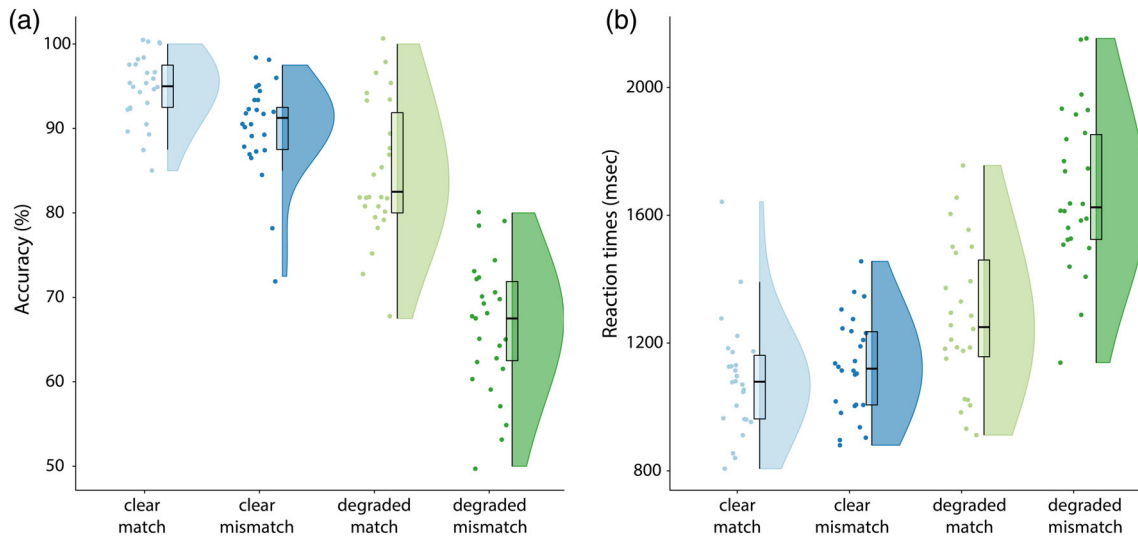 (a)
Accuracy (%)
100
90
80
70
60
50
clear
match
clear
mismatch
degraded
match
degraded
mismatch
(b)
Reaction times (msec)
2000
1600
1200
800
clear
match
clear
mismatch
degraded
match
degraded
mismatch